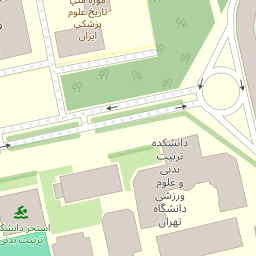 موزه ملی
تاریخ علوم
پزشکی
ایران
دانشکده
تربیت
بدنی
و علوم
ورزشی
دانشگاه
تهران
استخر دانشکده
تربیت بدنی